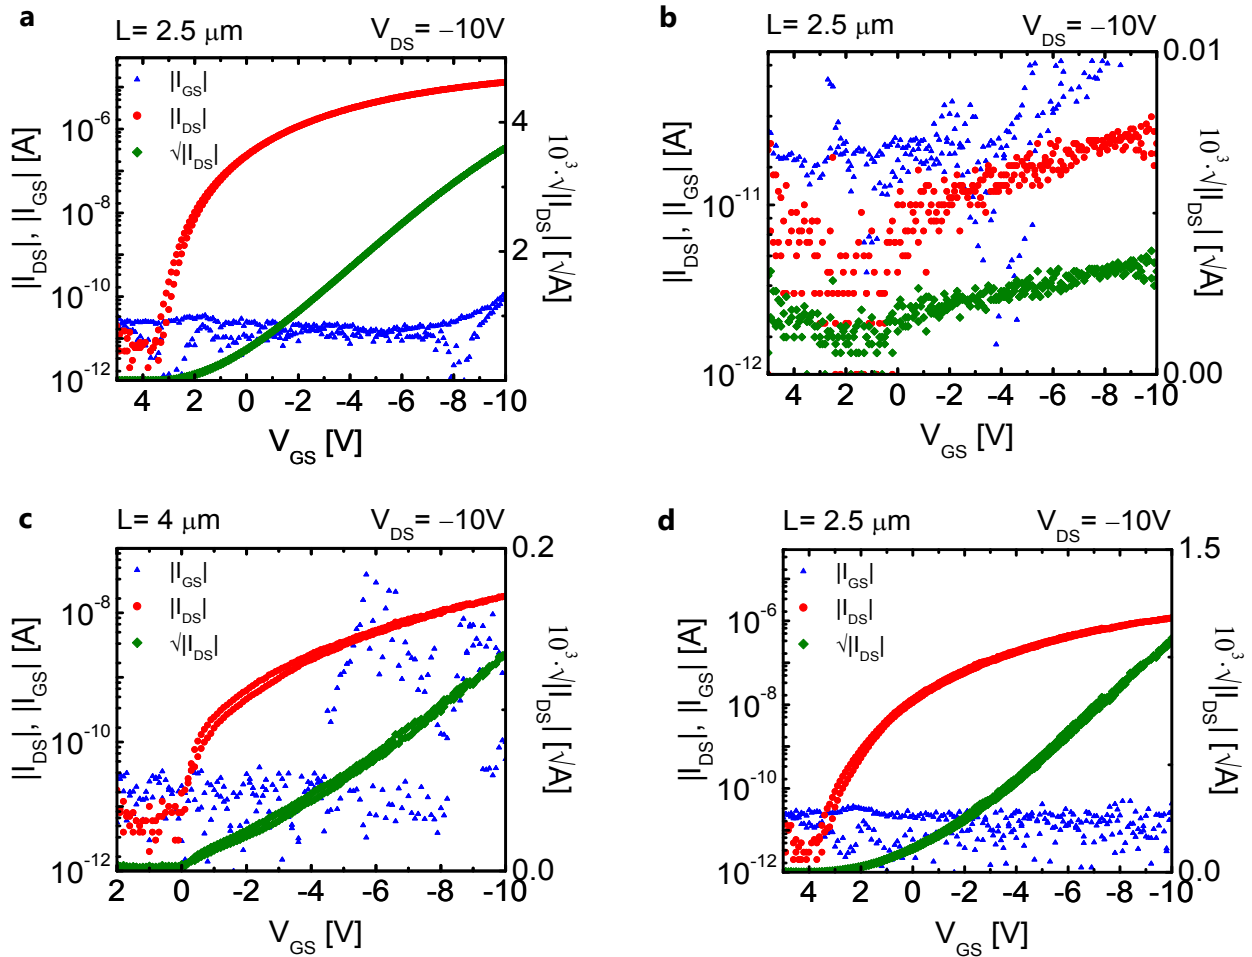 a
L= 2.5 μm
V_DS= −10V
|I_GS|
|I_DS|
√|I_DS|
|I_DS|, |I_GS| [A]
10^-6
10^-8
10^-10
10^-12
4
2
0
10^3·√|I_DS| [√A]
4 2 0 -2 -4 -6 -8 -10
V_GS [V]
b
L= 2.5 μm
V_DS= −10V
|I_DS|, |I_GS| [A]
10^-11
10^-12
0.01
0.00
10^3·√|I_DS| [√A]
4 2 0 -2 -4 -6 -8 -10
V_GS [V]
c
L= 4 μm
V_DS= −10V
|I_GS|
|I_DS|
√|I_DS|
|I_DS|, |I_GS| [A]
10^-8
10^-10
10^-12
0.2
0.0
10^3·√|I_DS| [√A]
2 0 -2 -4 -6 -8 -10
V_GS [V]
d
L= 2.5 μm
V_DS= −10V
|I_GS|
|I_DS|
√|I_DS|
|I_DS|, |I_GS| [A]
10^-6
10^-8
10^-10
10^-12
1.5
0.0
10^3·√|I_DS| [√A]
4 2 0 -2 -4 -6 -8 -10
V_GS [V]